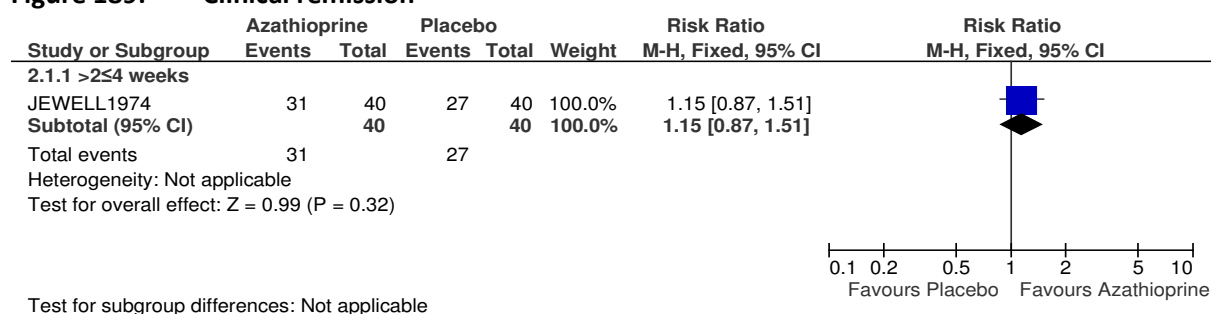 Figure 189: Clinical remission
Azathioprine Placebo Risk Ratio Risk Ratio
Study or Subgroup Events Total Events Total Weight M-H, Fixed, 95% CI M-H, Fixed, 95% CI
2.1.1 >2≤4 weeks
JEWELL1974 31 40 27 40 100.0% 1.15 [0.87, 1.51]
Subtotal (95% CI) 40 40 100.0% 1.15 [0.87, 1.51]
Total events 31 27
Heterogeneity: Not applicable
Test for overall effect: Z = 0.99 (P = 0.32)
0.1 0.2 0.5 1 2 5 10
Favours Placebo Favours Azathioprine
Test for subgroup differences: Not applicable